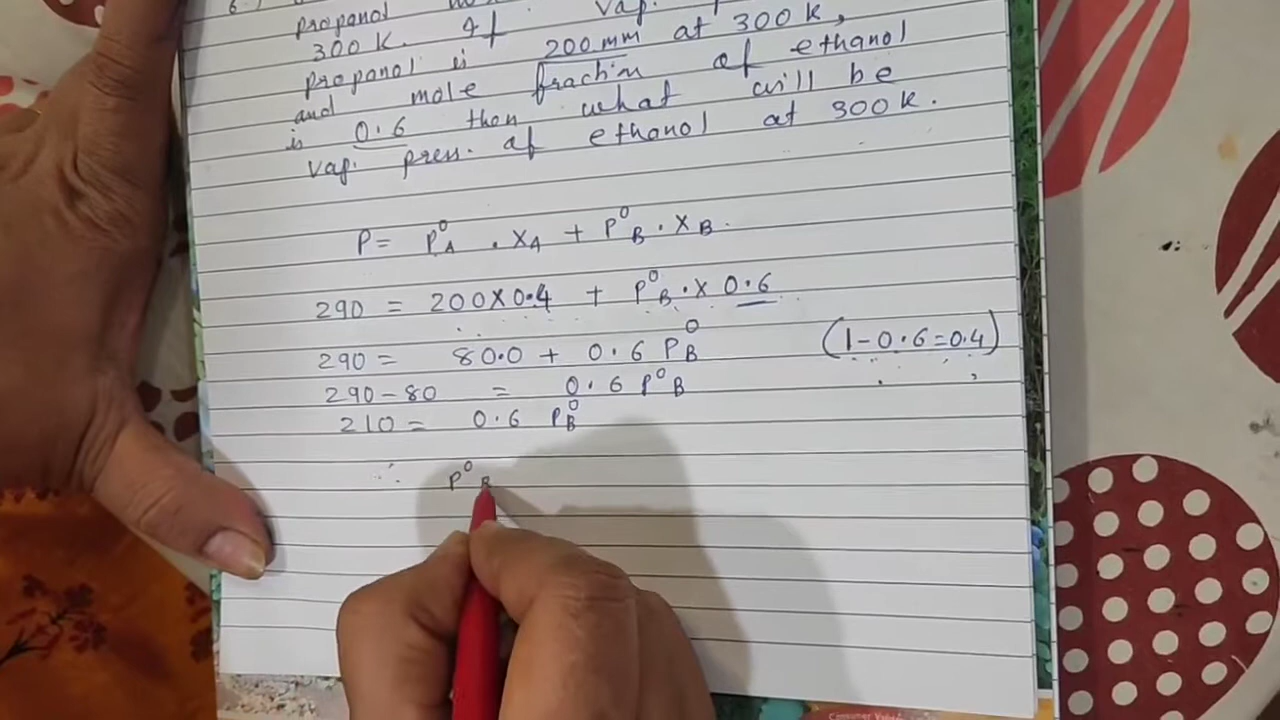 6.)
propanol vap.
300 K. If
propanol is 200 mm at 300 K,
and mole fraction of ethanol
is 0.6 then what will be
vap. press. of ethanol at 300 K.
P = P°A . XA + P°B . XB.
290 = 200 X 0.4 + P°B . X 0.6
(1-0.6=0.4)
290 = 80.0 + 0.6 P°B
290 - 80 = 0.6 P°B
210 = 0.6 P°B
∴ P°B